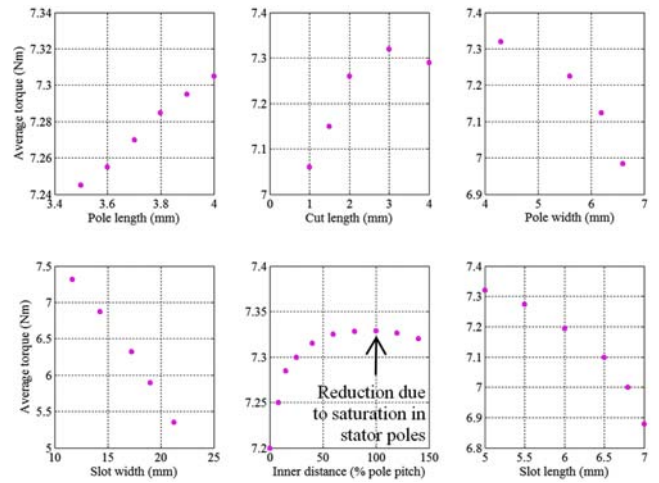 Average torque (Nm)
7.34
7.32
7.3
7.28
7.26
7.24
3.4 3.6 3.8 4
Pole length (mm)
7.4
7.3
7.2
7.1
7
0 1 2 3 4
Cut length (mm)
7.4
7.3
7.2
7.1
7
6.9
4 5 6 7
Pole width (mm)
Average torque (Nm)
7.5
7
6.5
6
5.5
5
10 15 20 25
Slot width (mm)
7.4
7.35
7.3
7.25
7.2
0 50 100 150
Inner distance (% pole pitch)
Reduction due
to saturation in
stator poles
7.4
7.3
7.2
7.1
7
6.9
6.8
5 5.5 6 6.5 7
Slot length (mm)